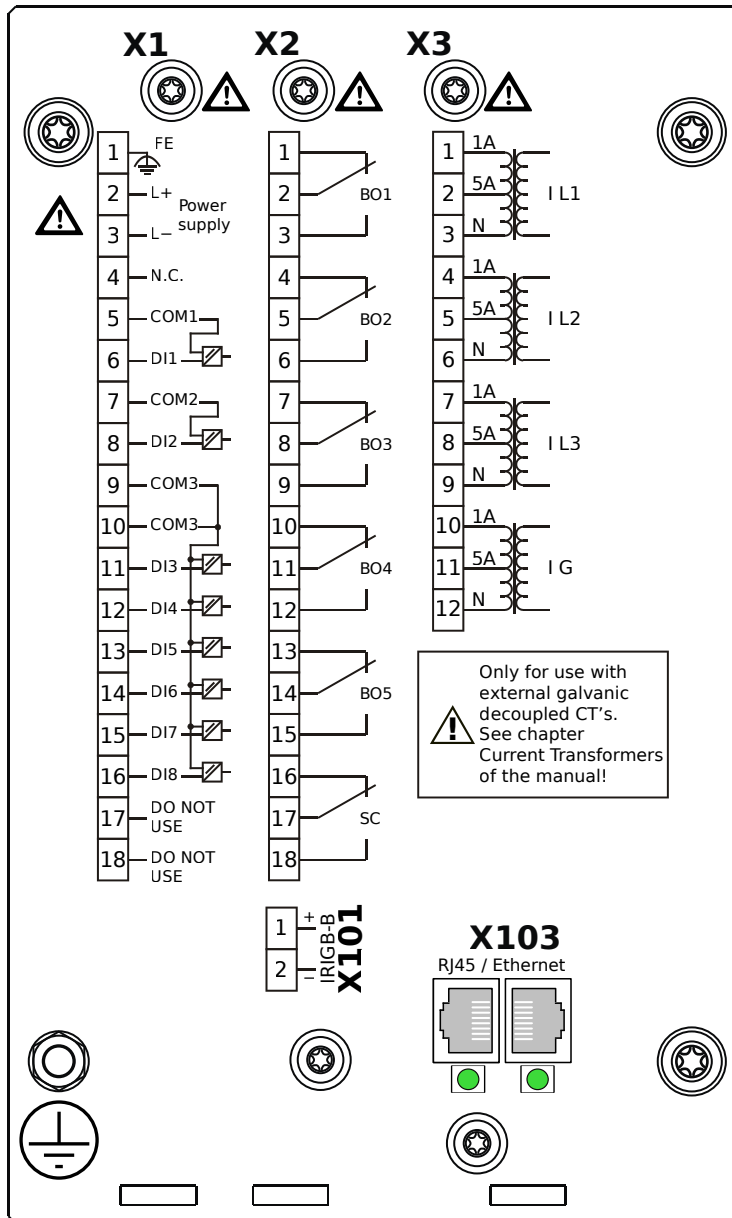 X1
X2
X3
1
FE
2
L+
Power
supply
3
L−
4
N.C.
5
COM1
6
DI1
7
COM2
8
DI2
9
COM3
10
COM3
11
DI3
12
DI4
13
DI5
14
DI6
15
DI7
16
DI8
17
DO NOT
USE
18
DO NOT
USE
1
2
BO1
3
4
5
BO2
6
7
8
BO3
9
10
11
BO4
12
13
14
BO5
15
16
17
SC
18
1
1A
2
5A
I L1
3
N
4
1A
5
5A
I L2
6
N
7
1A
8
5A
I L3
9
N
10
1A
11
5A
I G
12
N
Only for use with
external galvanic
decoupled CT's.
See chapter
Current Transformers
of the manual!
!
!
!
!
!
1
+
2
−
IRIGB-B
X101
X103
RJ45 / Ethernet